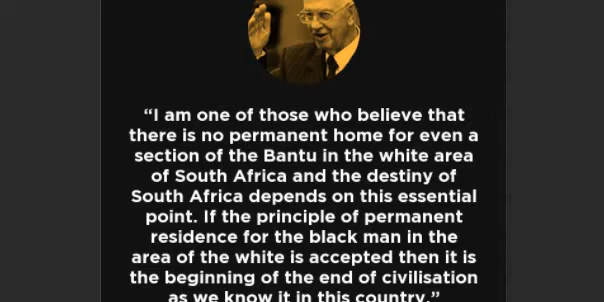 “I am one of those who believe that
there is no permanent home for even a
section of the Bantu in the white area
of South Africa and the destiny of
South Africa depends on this essential
point. If the principle of permanent
residence for the black man in the
area of the white is accepted then it is
the beginning of the end of civilisation
as we know it in this country.”